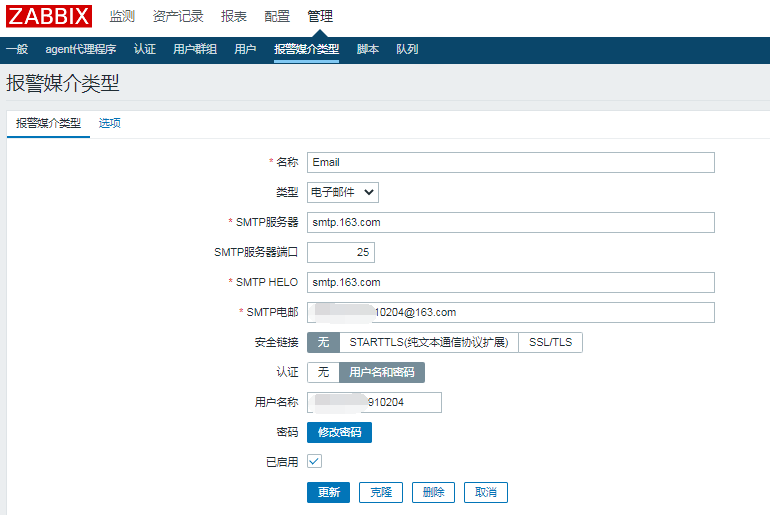 ZABBIX 监测 资产记录 报表 配置 管理
一般 agent代理程序 认证 用户群组 用户 报警媒介类型 脚本 队列
报警媒介类型
报警媒介类型 选项
* 名称 Email
类型 电子邮件
* SMTP服务器 smtp.163.com
SMTP服务器端口 25
* SMTP HELO smtp.163.com
* SMTP电邮 10204@163.com
安全链接 无 STARTTLS(纯文本通信协议扩展) SSL/TLS
认证 无 用户名和密码
用户名称 910204
密码 修改密码
已启用
更新 克隆 删除 取消